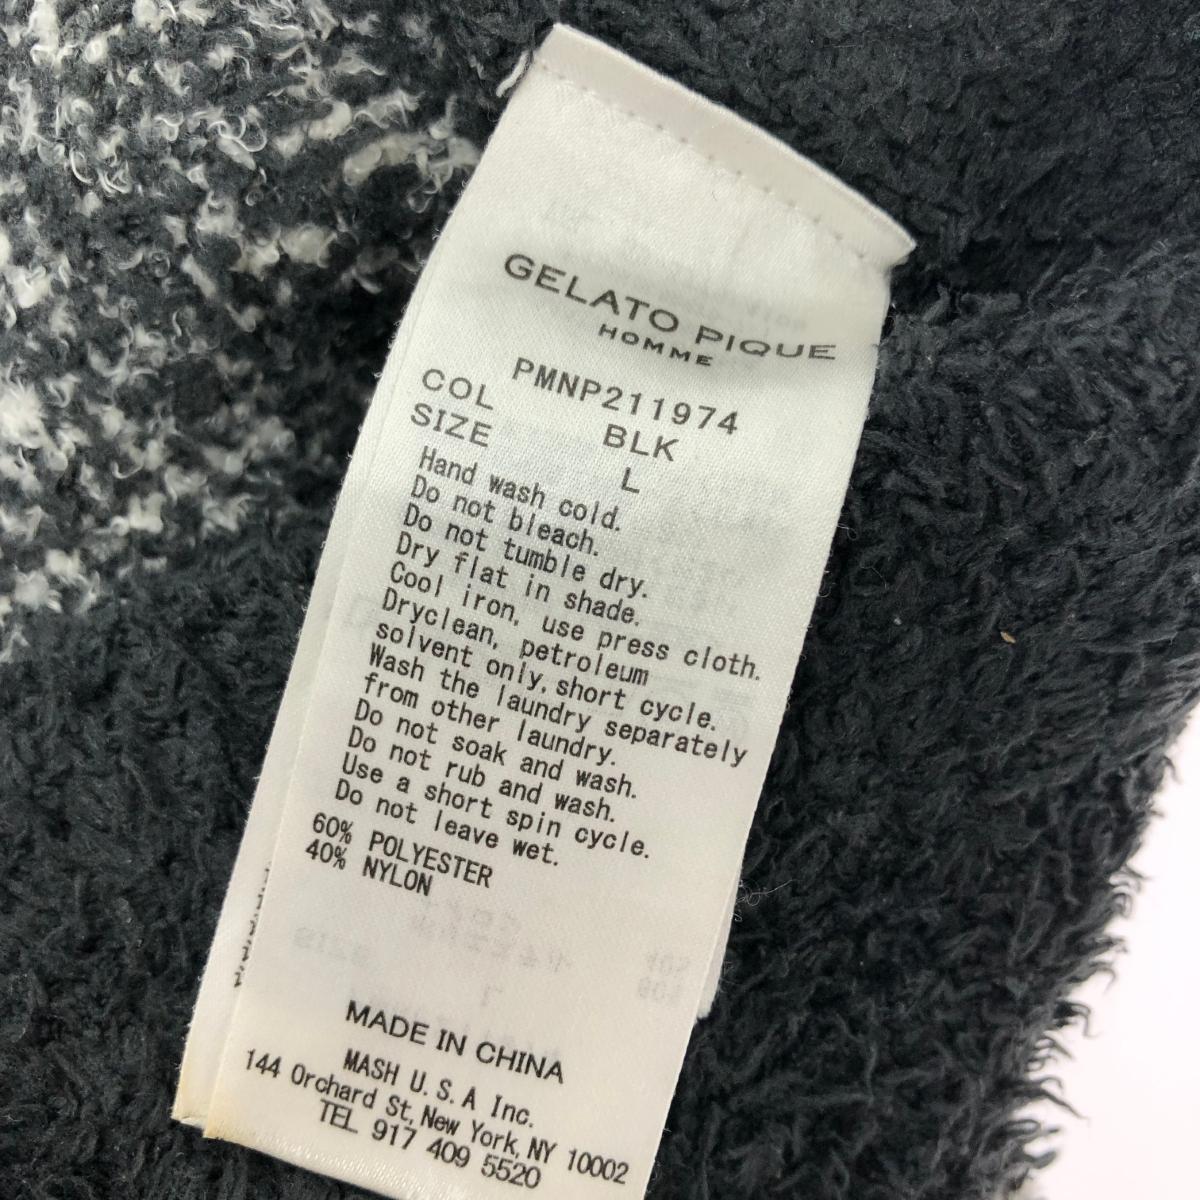 GELATO PIQUE
HOMME
PMNP211974
COL BLK
SIZE L
Hand wash cold.
Do not bleach.
Do not tumble dry.
Dry flat in shade.
Cool iron, use press cloth.
Dryclean, petroleum
solvent only, short cycle.
Wash the laundry separately
from other laundry.
Do not soak and wash.
Do not rub and wash.
Use a short spin cycle.
Do not leave wet.
60% POLYESTER
40% NYLON
MADE IN CHINA
MASH U.S.A Inc.
144 Orchard St, New York, NY 10002
TEL 917 409 5520